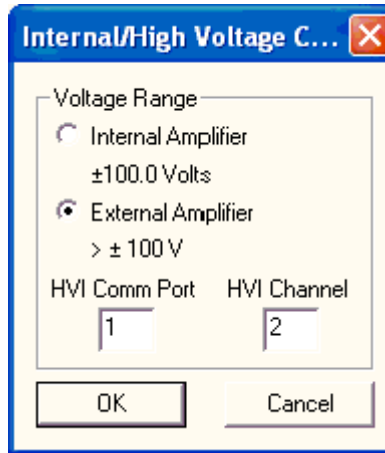 Internal/High Voltage C...
Voltage Range
Internal Amplifier
±100.0 Volts
External Amplifier
> ± 100 V
HVI Comm Port HVI Channel
1 2
OK Cancel